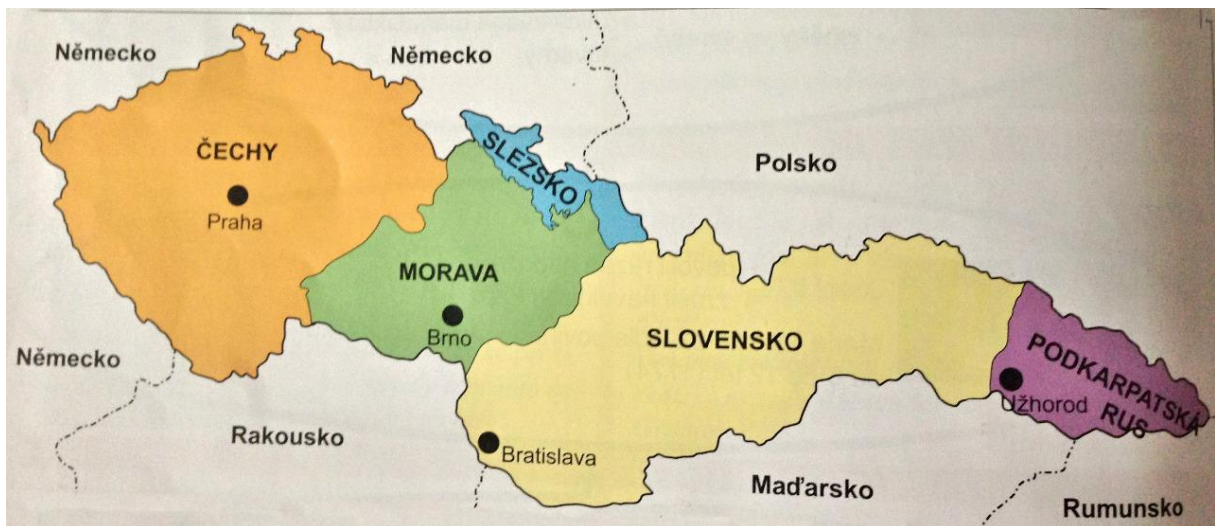 Německo
Německo
ČECHY
SLEZSKO
Praha
Polsko
MORAVA
Brno
SLOVENSKO
PODKARPATSKÁ
RUS
Užhorod
Německo
Rakousko
Bratislava
Maďarsko
Rumunsko